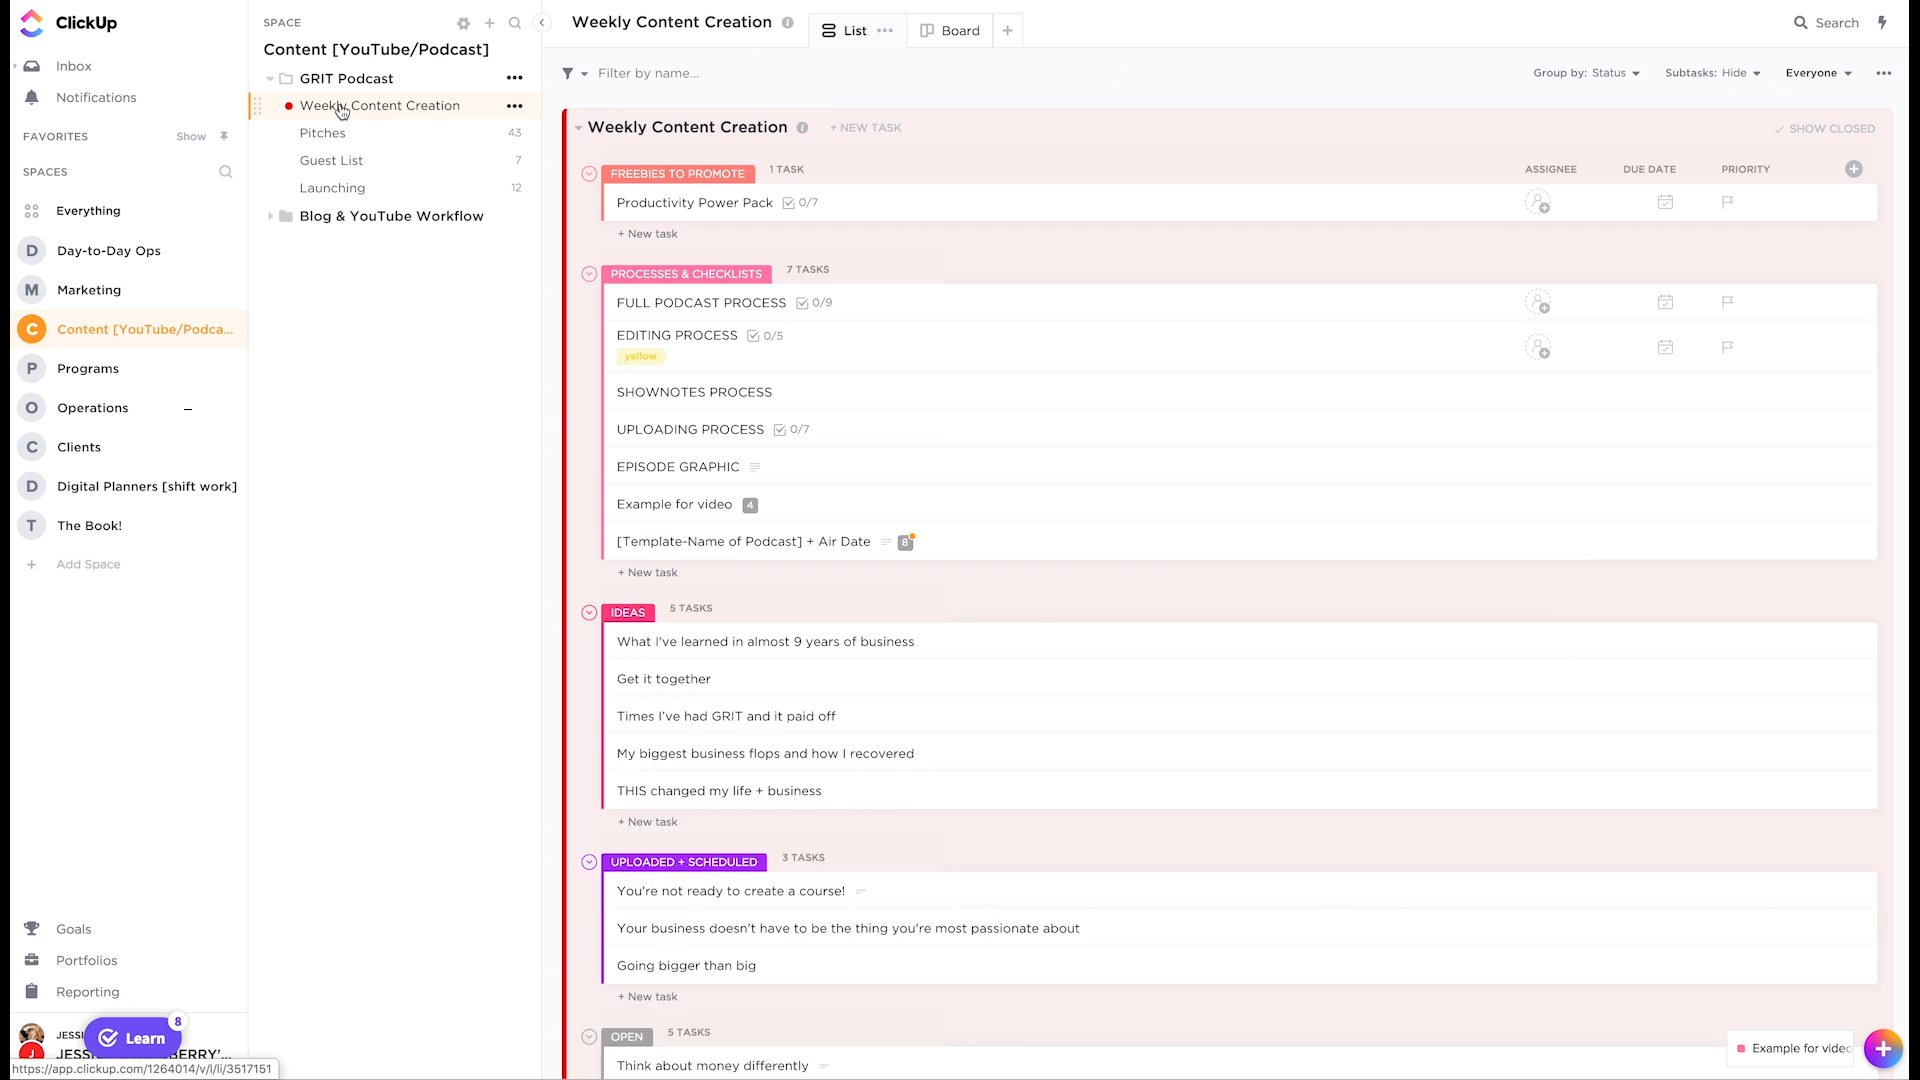 ClickUp
Inbox
Notifications
FAVORITES
Show
SPACES
Everything
D
Day-to-Day Ops
M
Marketing
C
Content [YouTube/Podca...
P
Programs
O
Operations
C
Clients
D
Digital Planners [shift work]
T
The Book!
+ Add Space
Goals
Portfolios
Reporting
JESSI
J
Learn
8
https://app.clickup.com/1264014/v/l/li/3517151
SPACE
Content [YouTube/Podcast]
GRIT Podcast
Weekly Content Creation
Pitches 43
Guest List 7
Launching 12
Blog & YouTube Workflow
Weekly Content Creation
List
Board
Search
Filter by name...
Group by: Status
Subtasks: Hide
Everyone
Weekly Content Creation
+ NEW TASK
SHOW CLOSED
FREEBIES TO PROMOTE 1 TASK
ASSIGNEE DUE DATE PRIORITY
Productivity Power Pack 0/7
+ New task
PROCESSES & CHECKLISTS 7 TASKS
FULL PODCAST PROCESS 0/9
EDITING PROCESS 0/5
yellow
SHOWNOTES PROCESS
UPLOADING PROCESS 0/7
EPISODE GRAPHIC
Example for video 4
[Template-Name of Podcast] + Air Date 8
+ New task
IDEAS 5 TASKS
What I've learned in almost 9 years of business
Get it together
Times I've had GRIT and it paid off
My biggest business flops and how I recovered
THIS changed my life + business
+ New task
UPLOADED + SCHEDULED 3 TASKS
You're not ready to create a course!
Your business doesn't have to be the thing you're most passionate about
Going bigger than big
+ New task
OPEN 5 TASKS
Think about money differently
Example for video